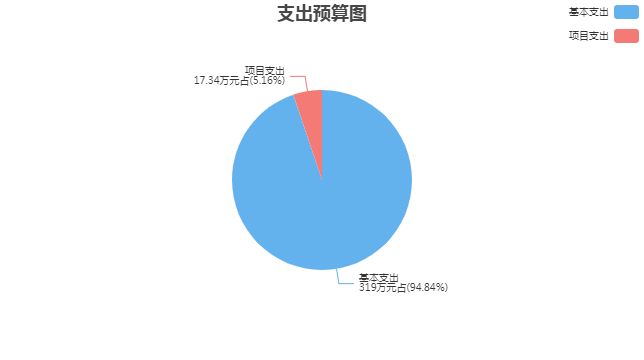 支出预算图
基本支出
项目支出
项目支出
17.34万元占(5.16%)
基本支出
319万元占(94.84%)